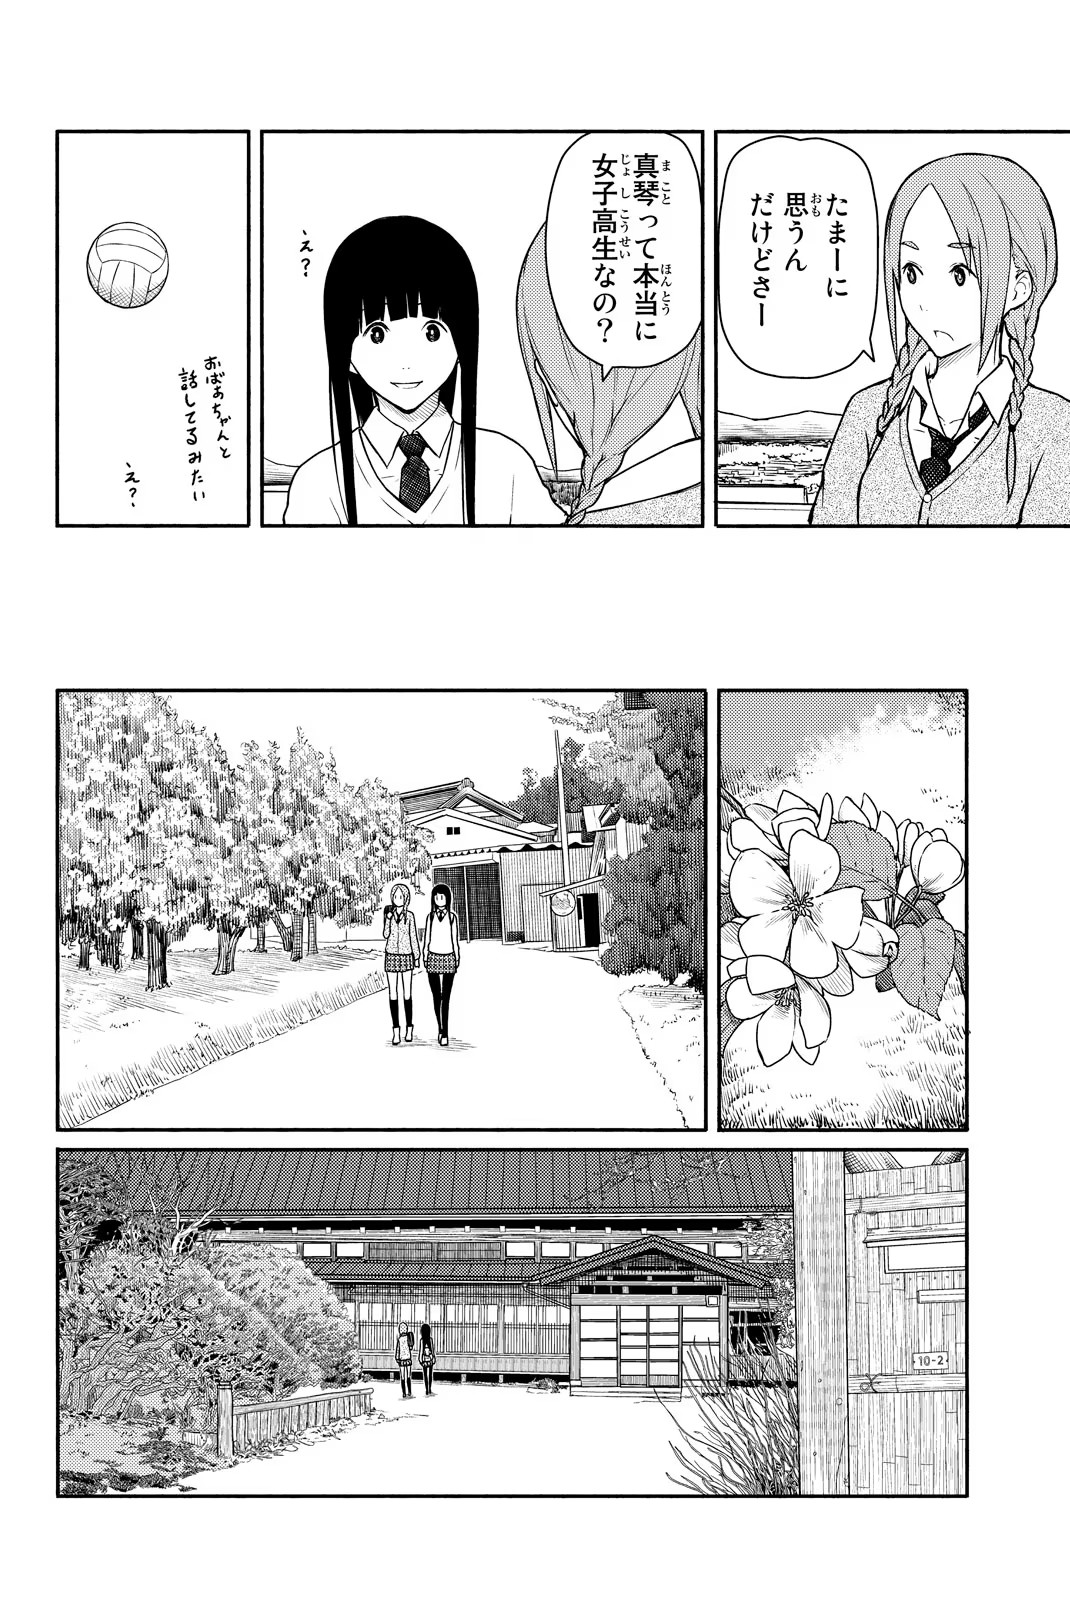 たまーに
思うん
だけどさー
真琴って本当に
女子高生なの？
え？
おばあちゃんと
話してるみたい
え？
10-2